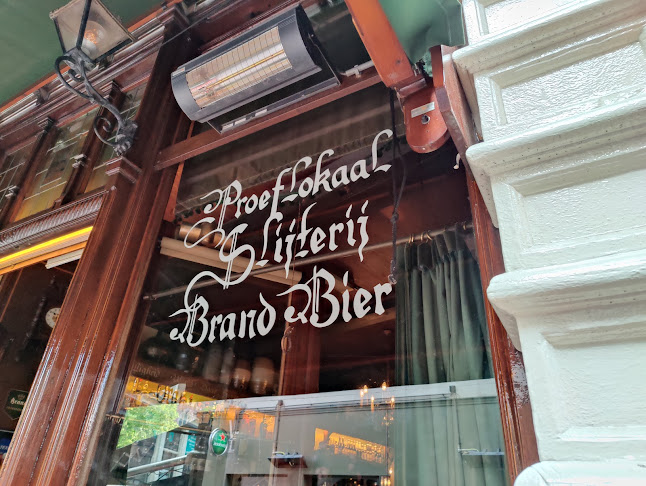 Proeflokaal
Slijterij
Brand Bier